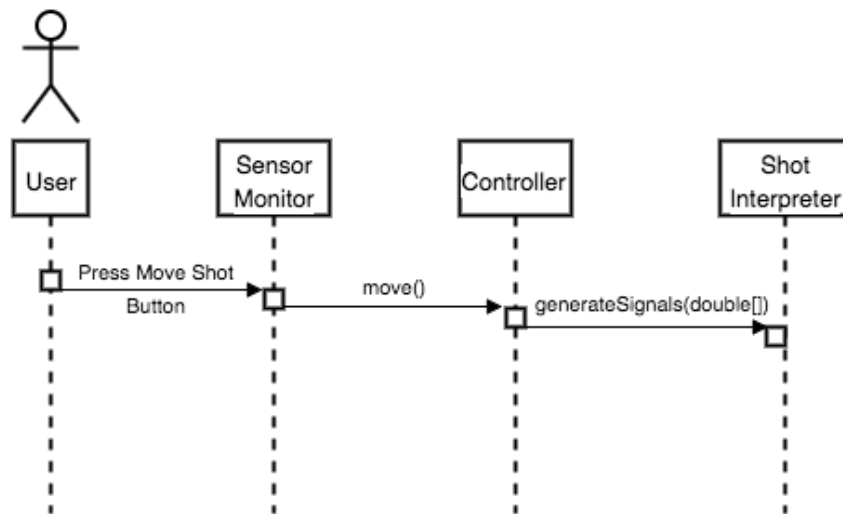 User
Sensor
Monitor
Controller
Shot
Interpreter
Press Move Shot
Button
move()
generateSignals(double[])